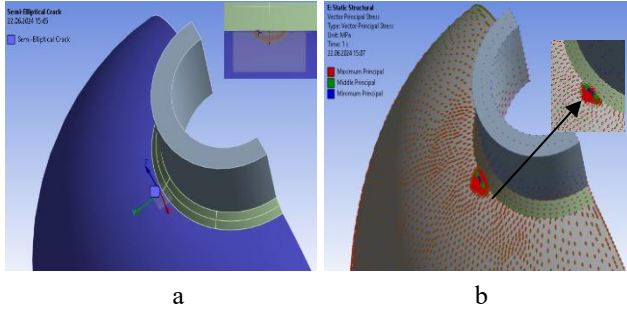 Semi-Elliptical Crack
22.06.2024 15:45
Semi-Elliptical Crack
E: Static Structural
Vector Principal Stress
Type: Vector Principal Stress
Unit: MPa
Time: 1 s
22.06.2024 15:07
Maximum Principal
Middle Principal
Minimum Principal
a
b